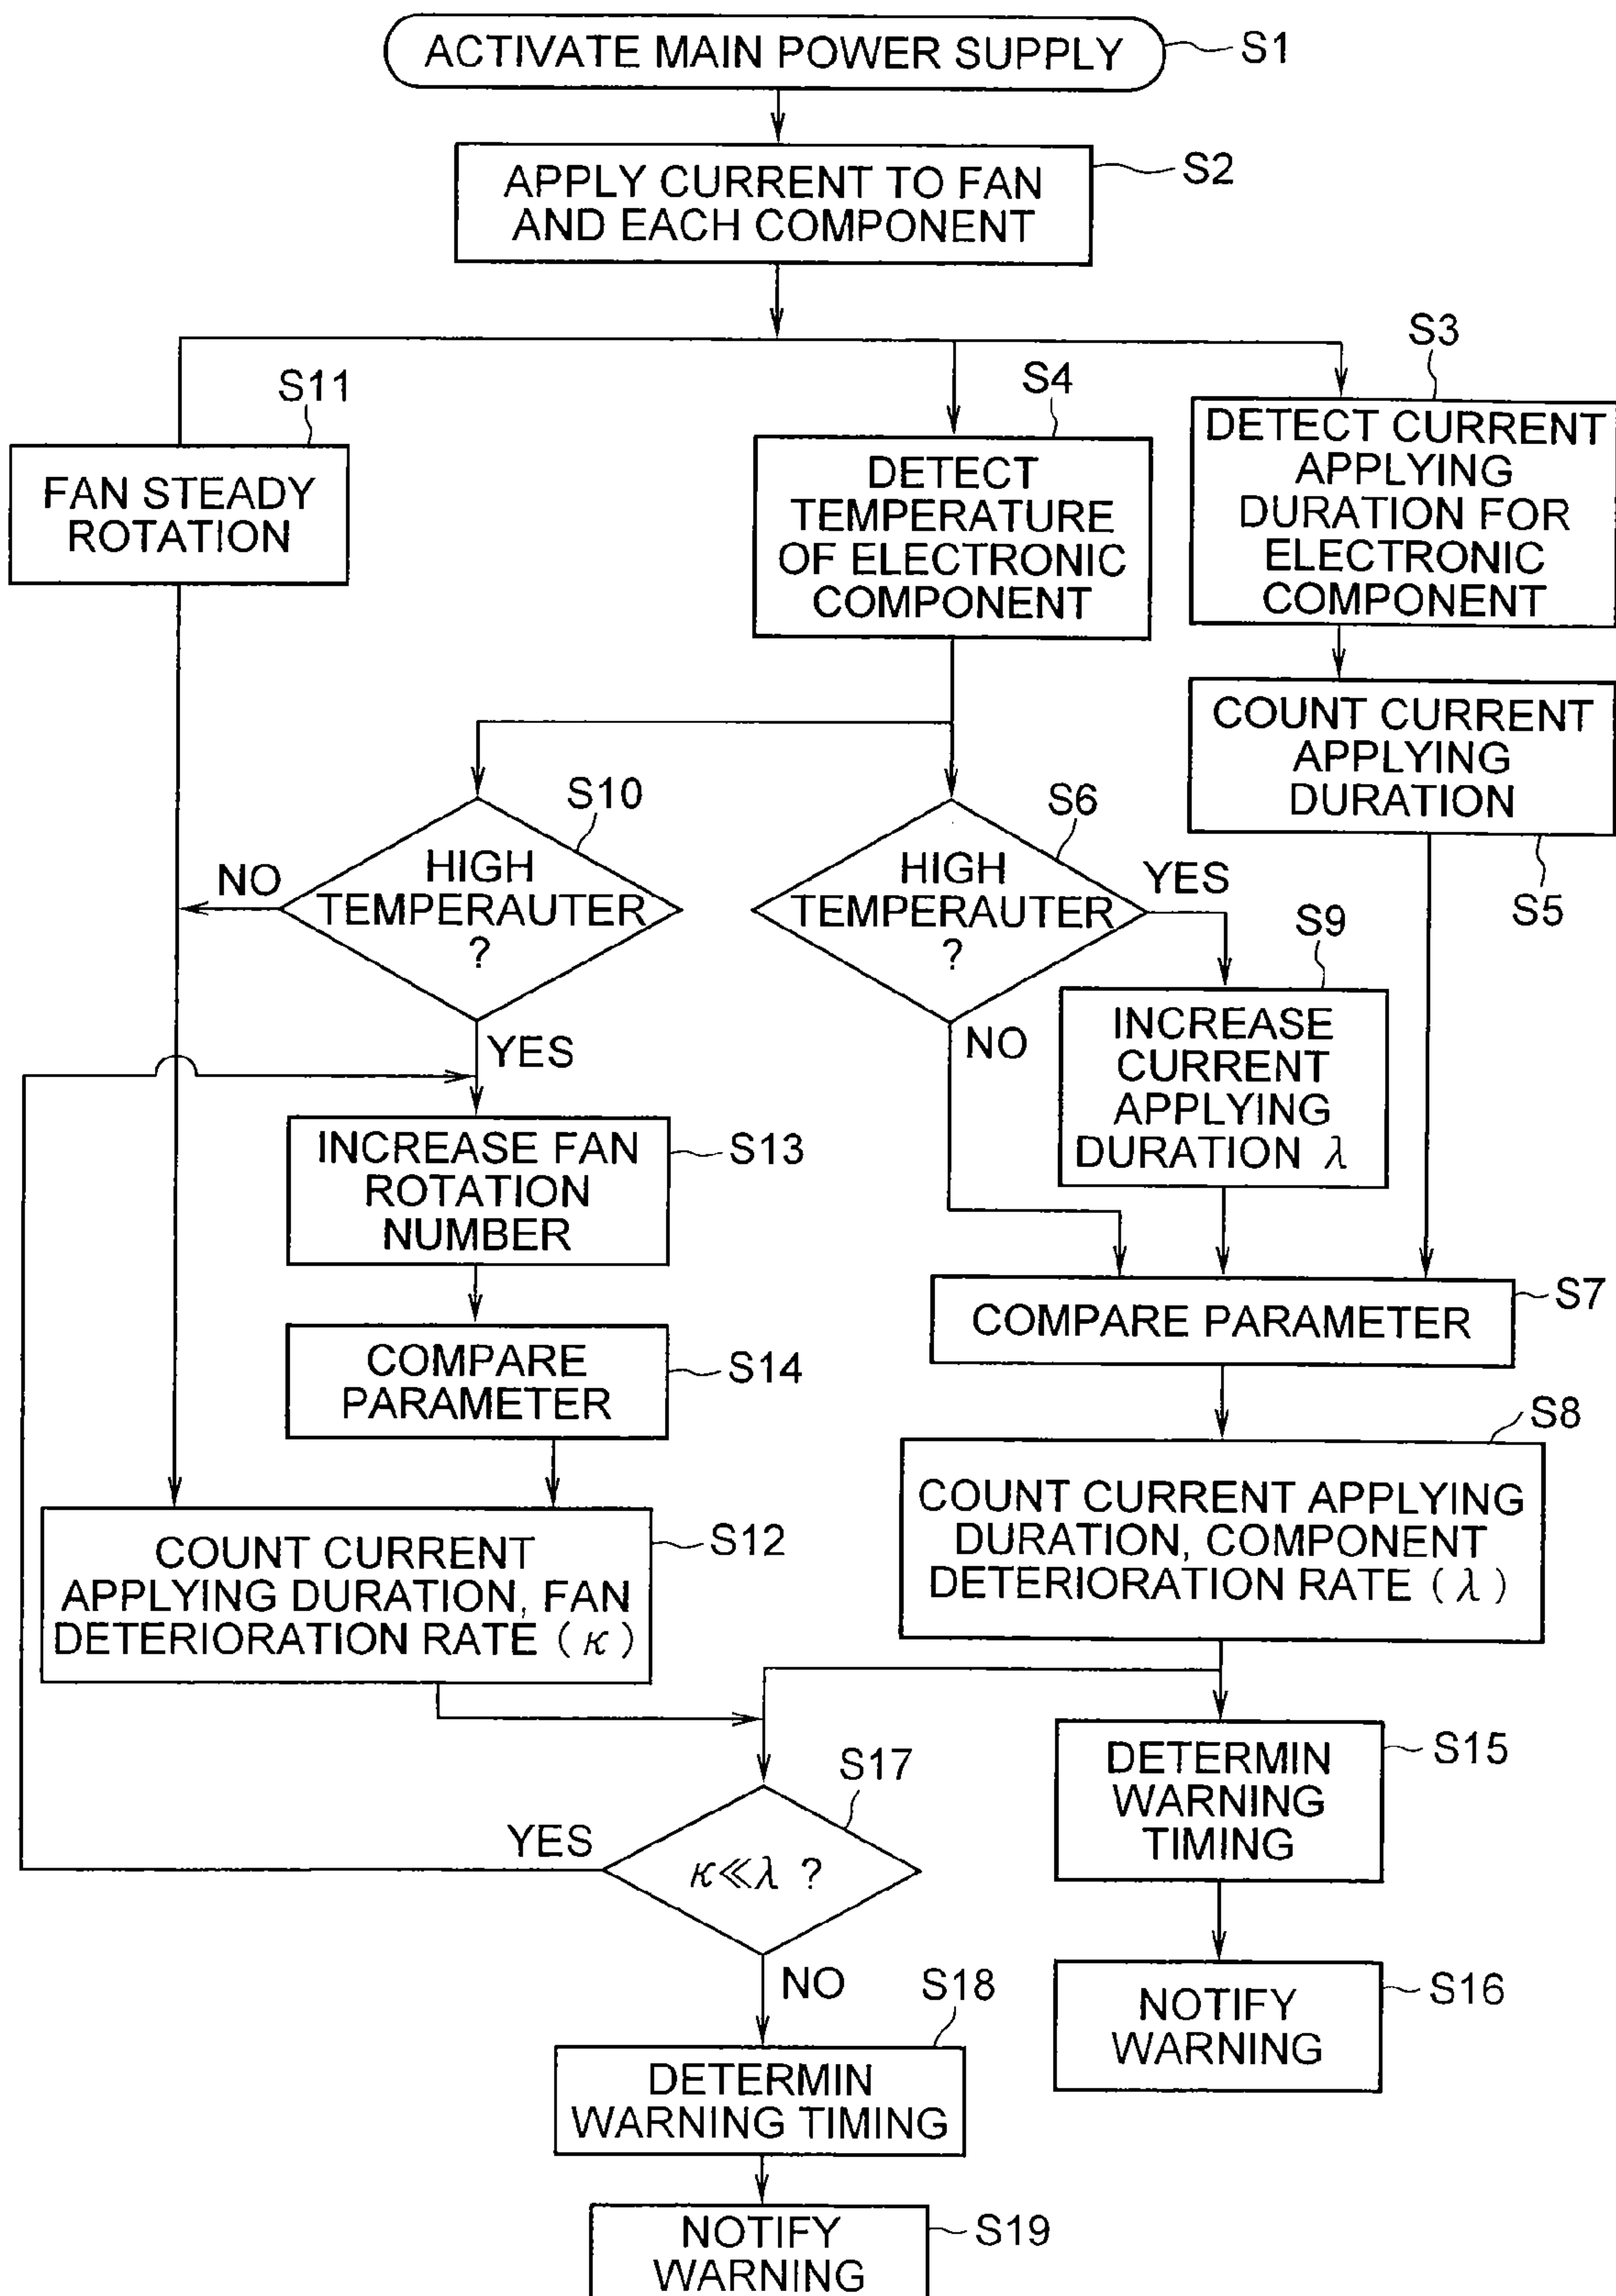 ACTIVATE MAIN POWER SUPPLY
S1
APPLY CURRENT TO FAN
AND EACH COMPONENT
S2
S11
FAN STEADY
ROTATION
S4
DETECT
TEMPERATURE
OF ELECTRONIC
COMPONENT
S3
DETECT CURRENT
APPLYING
DURATION FOR
ELECTRONIC
COMPONENT
COUNT CURRENT
APPLYING
DURATION
S5
S10
HIGH
TEMPERAUTER
?
NO
YES
S6
HIGH
TEMPERAUTER
?
YES
NO
S9
INCREASE
CURRENT
APPLYING
DURATION λ
INCREASE FAN
ROTATION
NUMBER
S13
COMPARE
PARAMETER
S14
COMPARE PARAMETER
S7
COUNT CURRENT
APPLYING DURATION, FAN
DETERIORATION RATE (κ)
S12
S8
COUNT CURRENT APPLYING
DURATION, COMPONENT
DETERIORATION RATE (λ)
S17
YES
κ≪λ ?
NO
DETERMIN
WARNING
TIMING
S15
NOTIFY
WARNING
S16
S18
DETERMIN
WARNING TIMING
NOTIFY
WARNING
S19